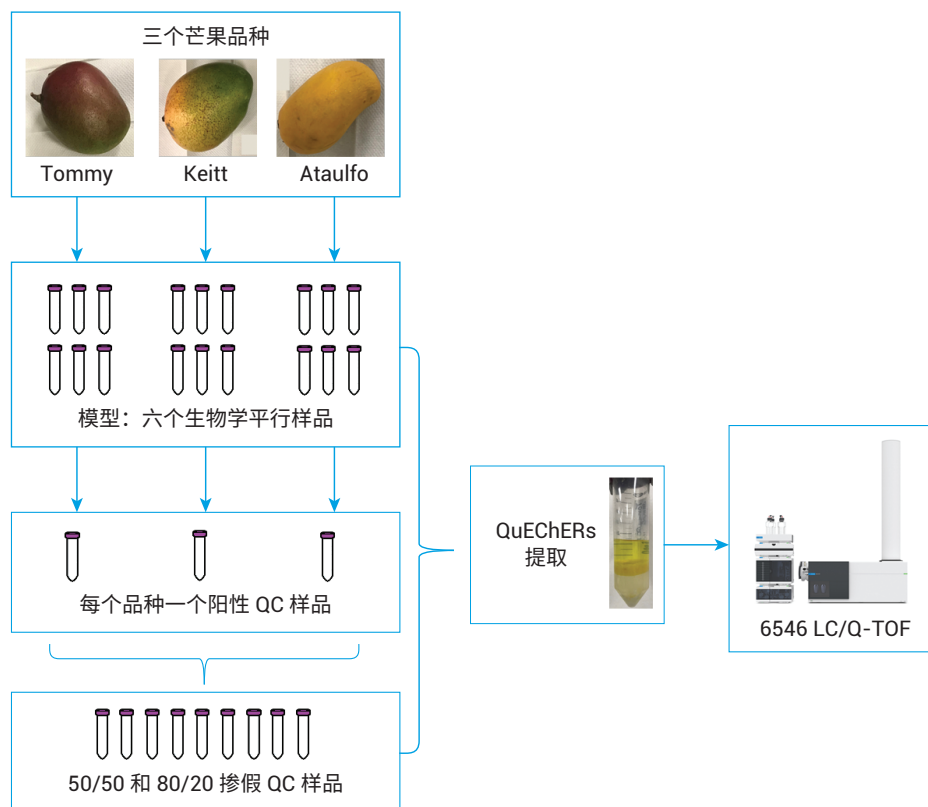 三个芒果品种
Tommy
Keitt
Ataulfo
模型：六个生物学平行样品
每个品种一个阳性 QC 样品
50/50 和 80/20 掺假 QC 样品
QuEChERs
提取
6546 LC/Q-TOF